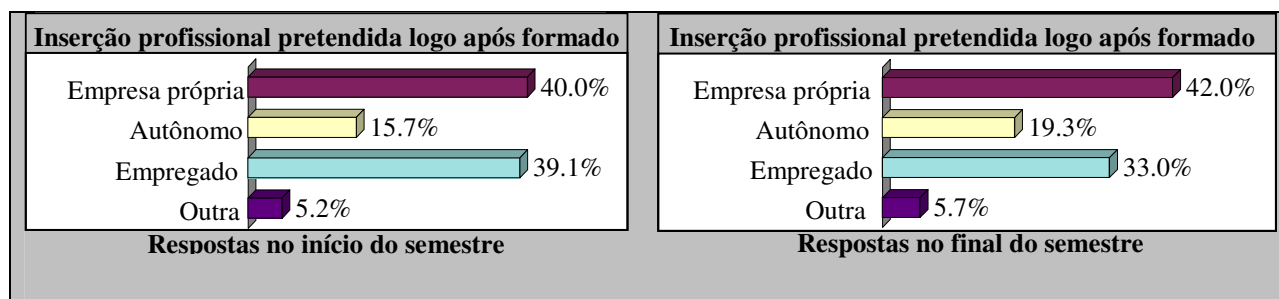 Inserção profissional pretendida logo após formado
Empresa própria 40.0%
Autônomo 15.7%
Empregado 39.1%
Outra 5.2%
Respostas no início do semestre
Inserção profissional pretendida logo após formado
Empresa própria 42.0%
Autônomo 19.3%
Empregado 33.0%
Outra 5.7%
Respostas no final do semestre